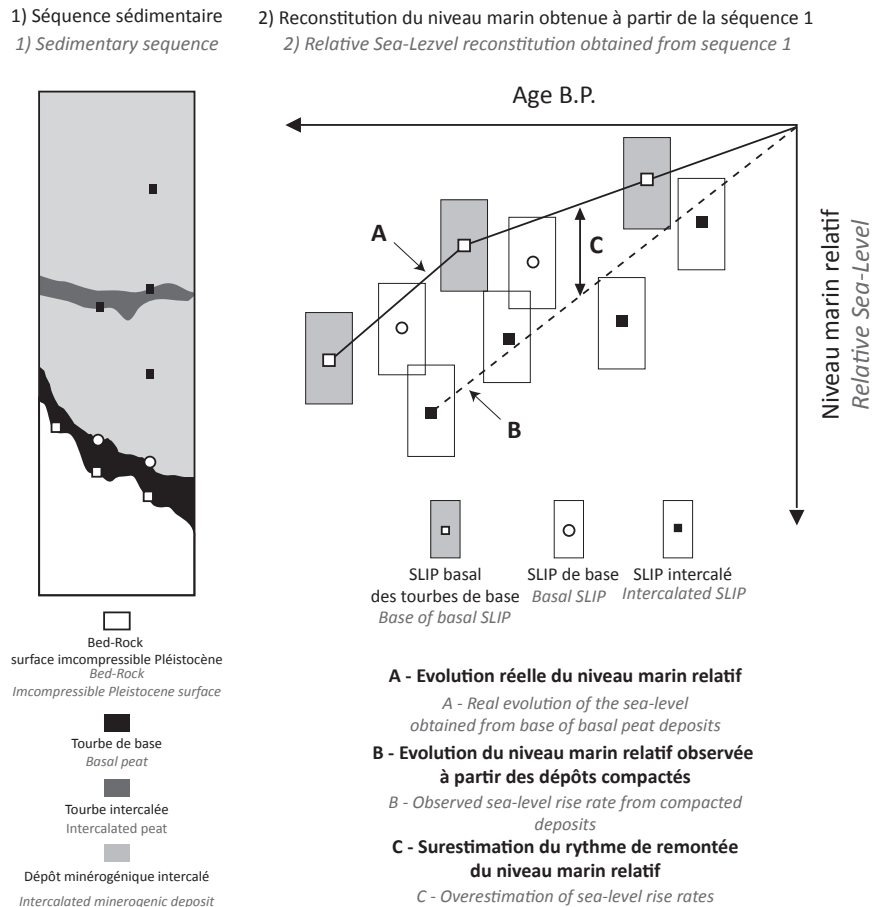 1) Séquence sédimentaire
1) Sedimentary sequence
2) Reconstitution du niveau marin obtenue à partir de la séquence 1
2) Relative Sea-Lezvel reconstitution obtained from sequence 1
Age B.P.
A
C
B
Niveau marin relatif
Relative Sea-Level
SLIP basal
des tourbes de base
Base of basal SLIP
SLIP de base
Basal SLIP
SLIP intercalé
Intercalated SLIP
Bed-Rock
surface imcompressible Pléistocène
Bed-Rock
Imcompressible Pleistocene surface
Tourbe de base
Basal peat
Tourbe intercalée
Intercalated peat
Dépôt minérogénique intercalé
Intercalated minerogenic deposit
A - Evolution réelle du niveau marin relatif
A - Real evolution of the sea-level
obtained from base of basal peat deposits
B - Evolution du niveau marin relatif observée
à partir des dépôts compactés
B - Observed sea-level rise rate from compacted
deposits
C - Surestimation du rythme de remontée
du niveau marin relatif
C - Overestimation of sea-level rise rates